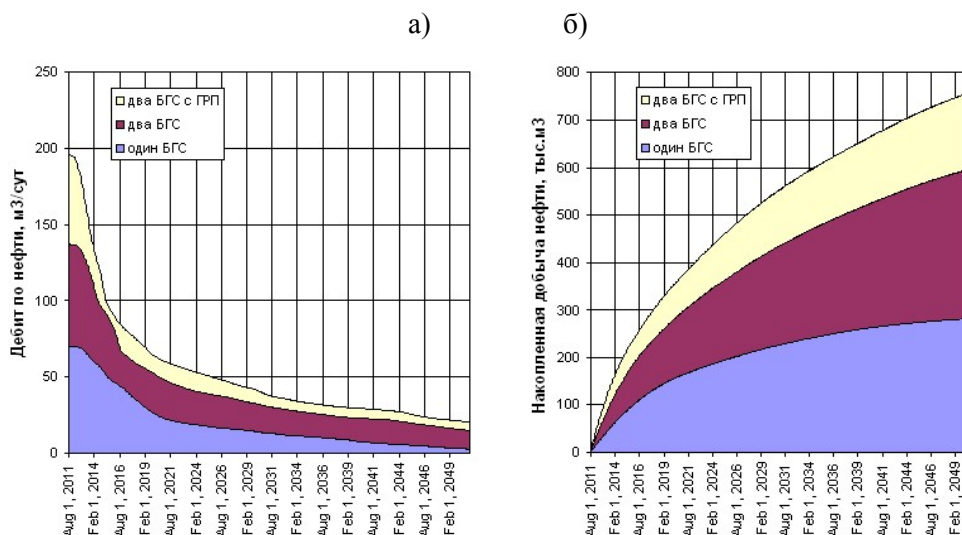 а)
б)
Дебит по нефти, м3/сут
250
200
150
100
50
0
два БГС с ГРП
два БГС
один БГС
Aug 1, 2011
Feb 1, 2014
Aug 1, 2016
Feb 1, 2019
Aug 1, 2021
Feb 1, 2024
Aug 1, 2026
Feb 1, 2029
Aug 1, 2031
Feb 1, 2034
Aug 1, 2036
Feb 1, 2039
Aug 1, 2041
Feb 1, 2044
Aug 1, 2046
Feb 1, 2049
Накопленная добыча нефти, тыс.м3
800
700
600
500
400
300
200
100
0
два БГС с ГРП
два БГС
один БГС
Aug 1, 2011
Feb 1, 2014
Aug 1, 2016
Feb 1, 2019
Aug 1, 2021
Feb 1, 2024
Aug 1, 2026
Feb 1, 2029
Aug 1, 2031
Feb 1, 2034
Aug 1, 2036
Feb 1, 2039
Aug 1, 2041
Feb 1, 2044
Aug 1, 2046
Feb 1, 2049